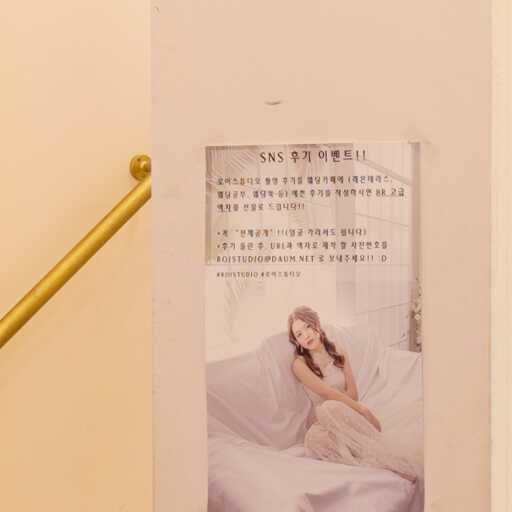 SNS 후기 이벤트!!
로이스튜디오 촬영 후기를 웰딩카페에 (레몬테라스,
웨딩공부, 웨딩북 등) 예쁜 후기를 작성하시면 8R 고급
액자를 선물로 드립니다!!
*꼭 "전체공개"!!(얼굴 가려져도 됩니다)
*후기 올린 후, URL과 액자로 제작 할 사진번호를
ROISTUDIO@DAUM.NET 로 보내주세요!! :D
#ROISTUDIO #로이스튜디오